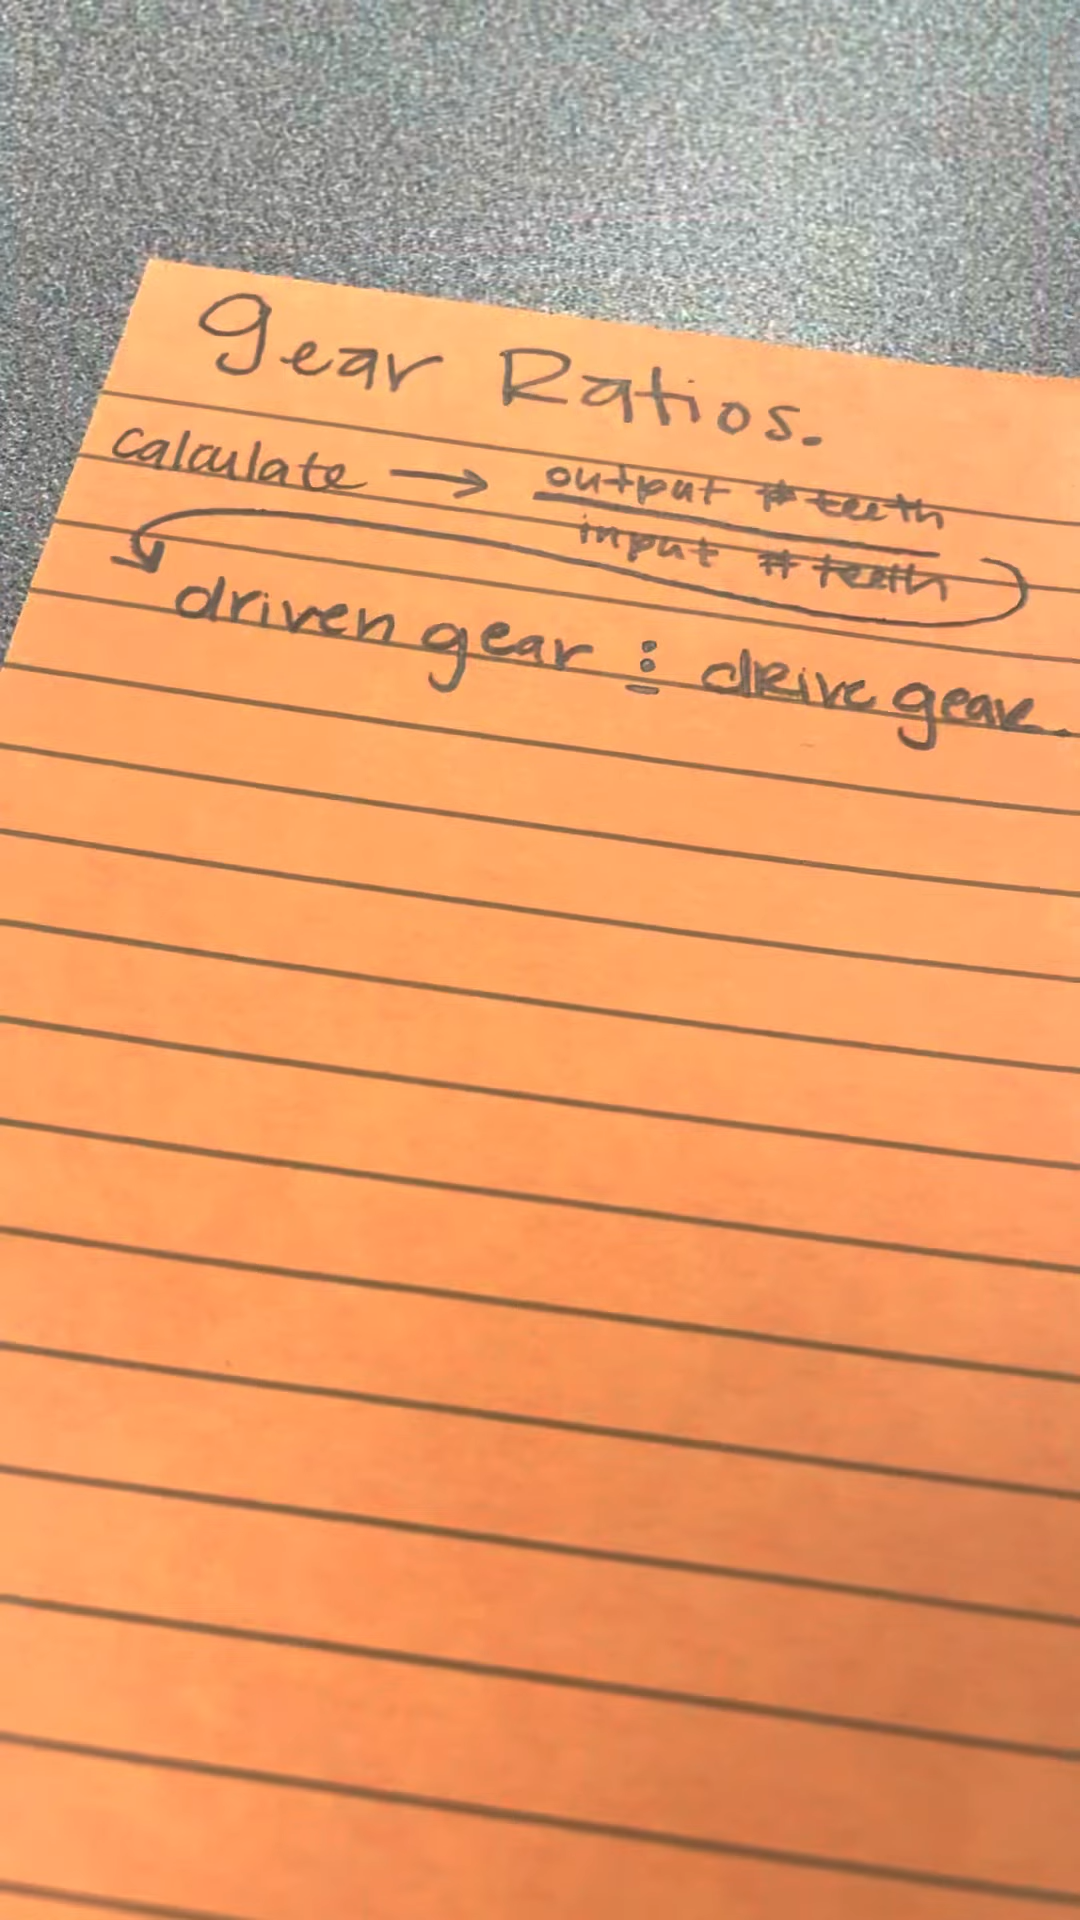 gear Ratios.
calculate → output # teeth
input # teeth
driven gear : drive gear.